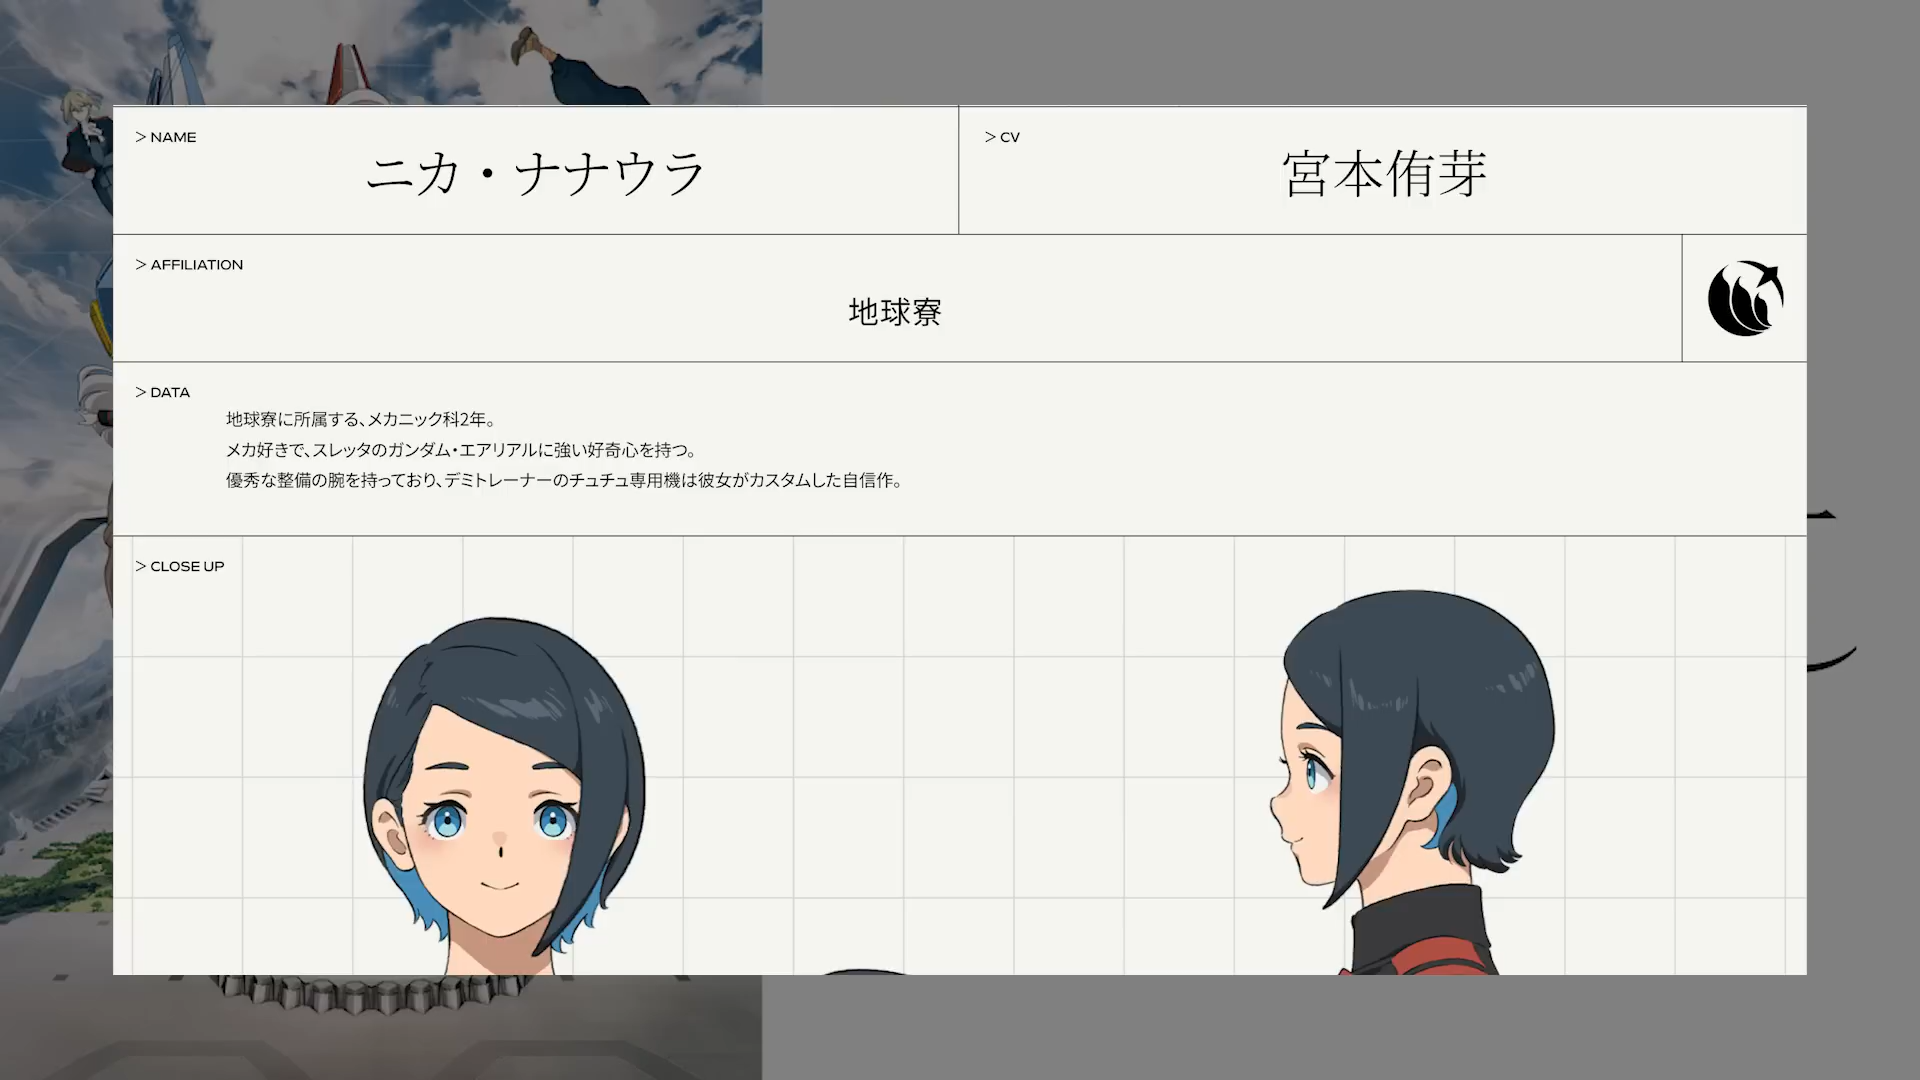 > NAME
ニカ・ナナウラ
> CV
宮本侑芽
> AFFILIATION
地球寮
> DATA
地球寮に所属する、メカニック科2年。
メカ好きで、スレッタのガンダム・エアリアルに強い好奇心を持つ。
優秀な整備の腕を持っており、デミトレーナーのチュチュ専用機は彼女がカスタムした自信作。
> CLOSE UP